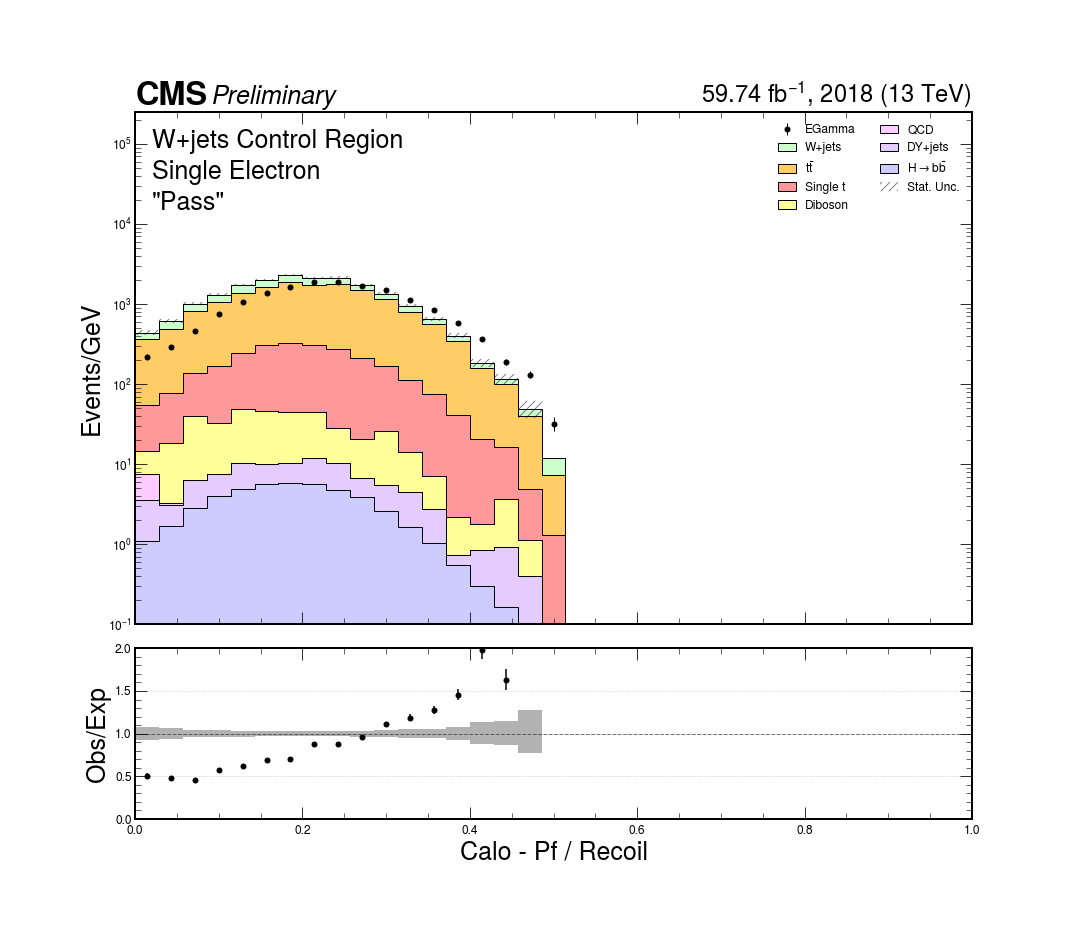 CMS Preliminary
59.74 fb⁻¹, 2018 (13 TeV)
W+jets Control Region
Single Electron
"Pass"
EGamma
W+jets
tt̄
Single t
Diboson
QCD
DY+jets
H→bb̄
Stat. Unc.
Events/GeV
10⁵
10⁴
10³
10²
10¹
10⁰
10⁻¹
Obs/Exp
2.0
1.5
1.0
0.5
0.0
0.0 0.2 0.4 0.6 0.8 1.0
Calo - Pf / Recoil